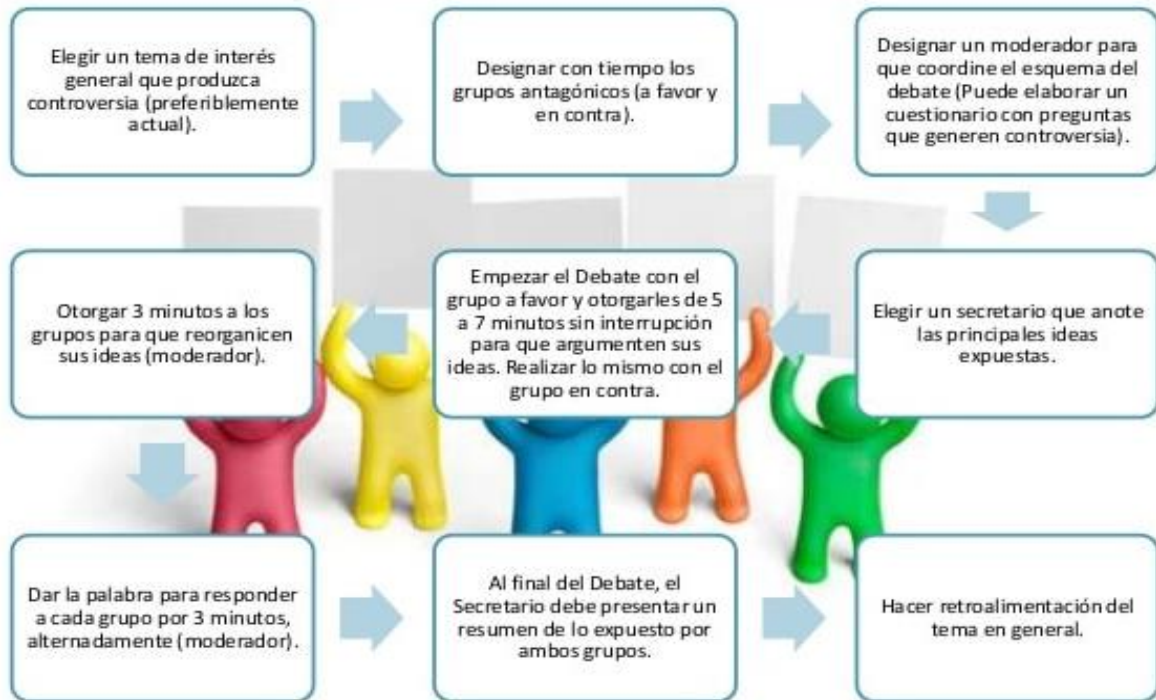 Elegir un tema de interés
general que produzca
controversia (preferiblemente
actual).
Designar con tiempo los
grupos antagónicos (a favor y
en contra).
Designar un moderador para
que coordine el esquema del
debate (Puede elaborar un
cuestionario con preguntas
que generen controversia).
Elegir un secretario que anote
las principales ideas
expuestas.
Empezar el Debate con el
grupo a favor y otorgarles de 5
a 7 minutos sin interrupción
para que argumenten sus
ideas. Realizar lo mismo con el
grupo en contra.
Otorgar 3 minutos a los
grupos para que reorganicen
sus ideas (moderador).
Dar la palabra para responder
a cada grupo por 3 minutos,
alternadamente (moderador).
Al final del Debate, el
Secretario debe presentar un
resumen de lo expuesto por
ambos grupos.
Hacer retroalimentación del
tema en general.